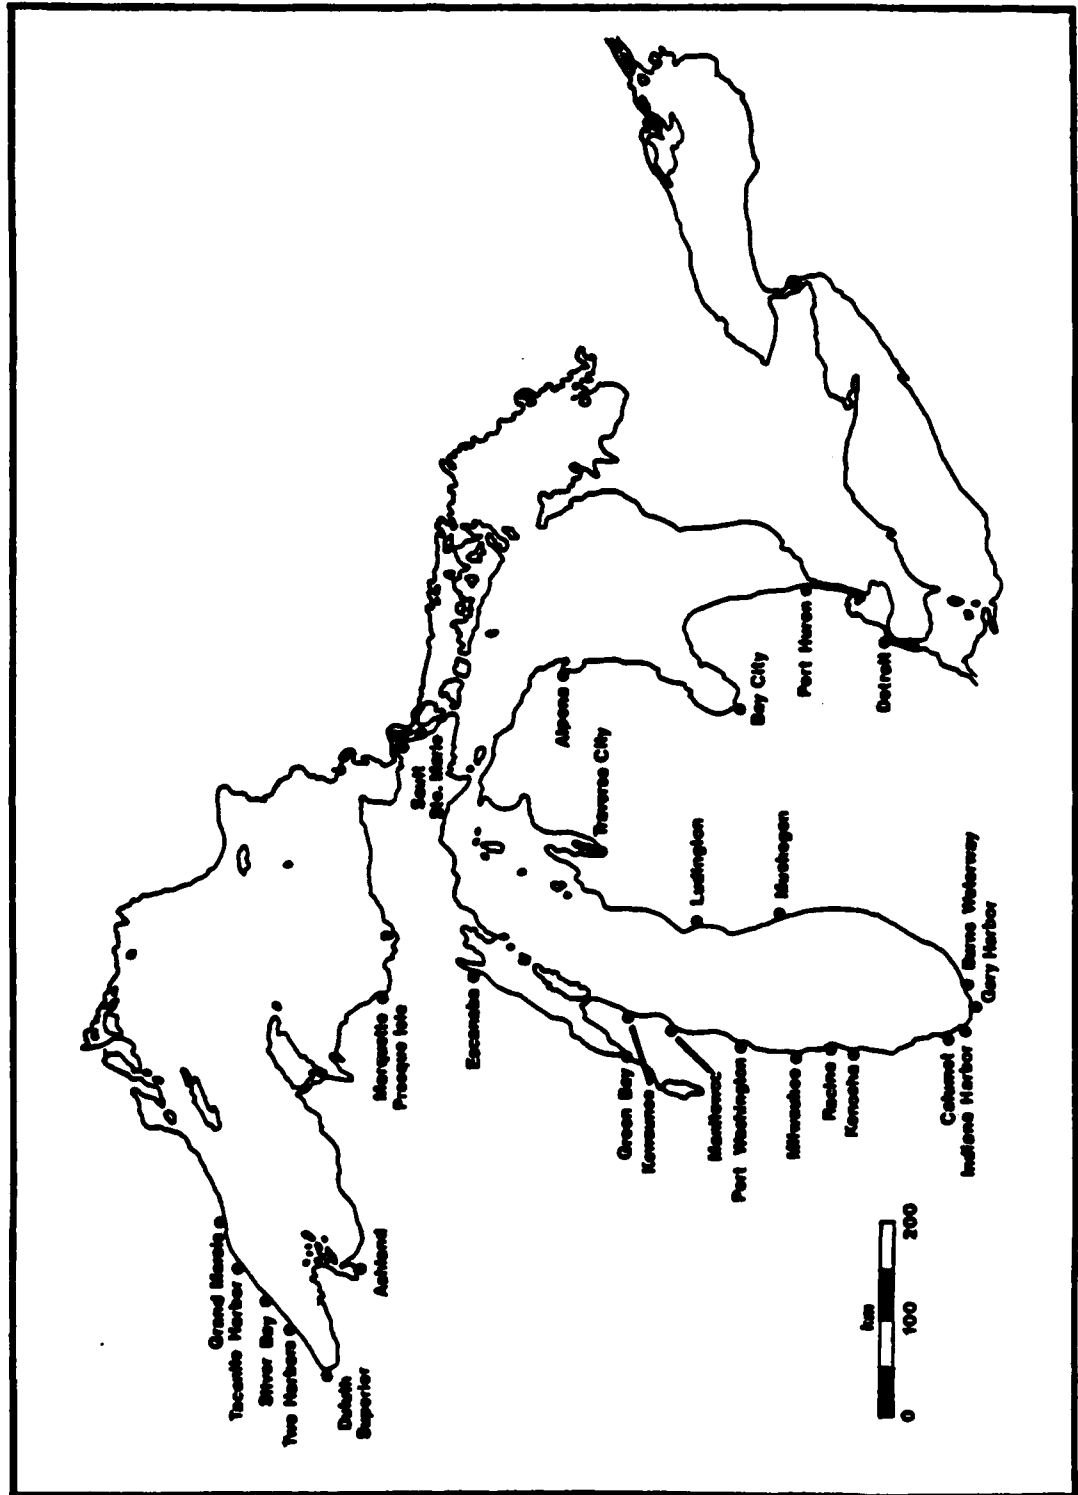 Grand Marais
Taconite Harbor
Silver Bay
Two Harbors
Duluth
Superior
Ashland
Marquette
Presque Isle
Sault
Ste. Marie
Escanaba
Green Bay
Kewaunee
Manitowoc
Port Washington
Milwaukee
Racine
Kenosha
Calumet
Indiana Harbor
Gary Harbor
Burns Waterway
Muskegon
Ludington
Traverse City
Alpena
Bay City
Port Huron
Detroit
km
0 100 200